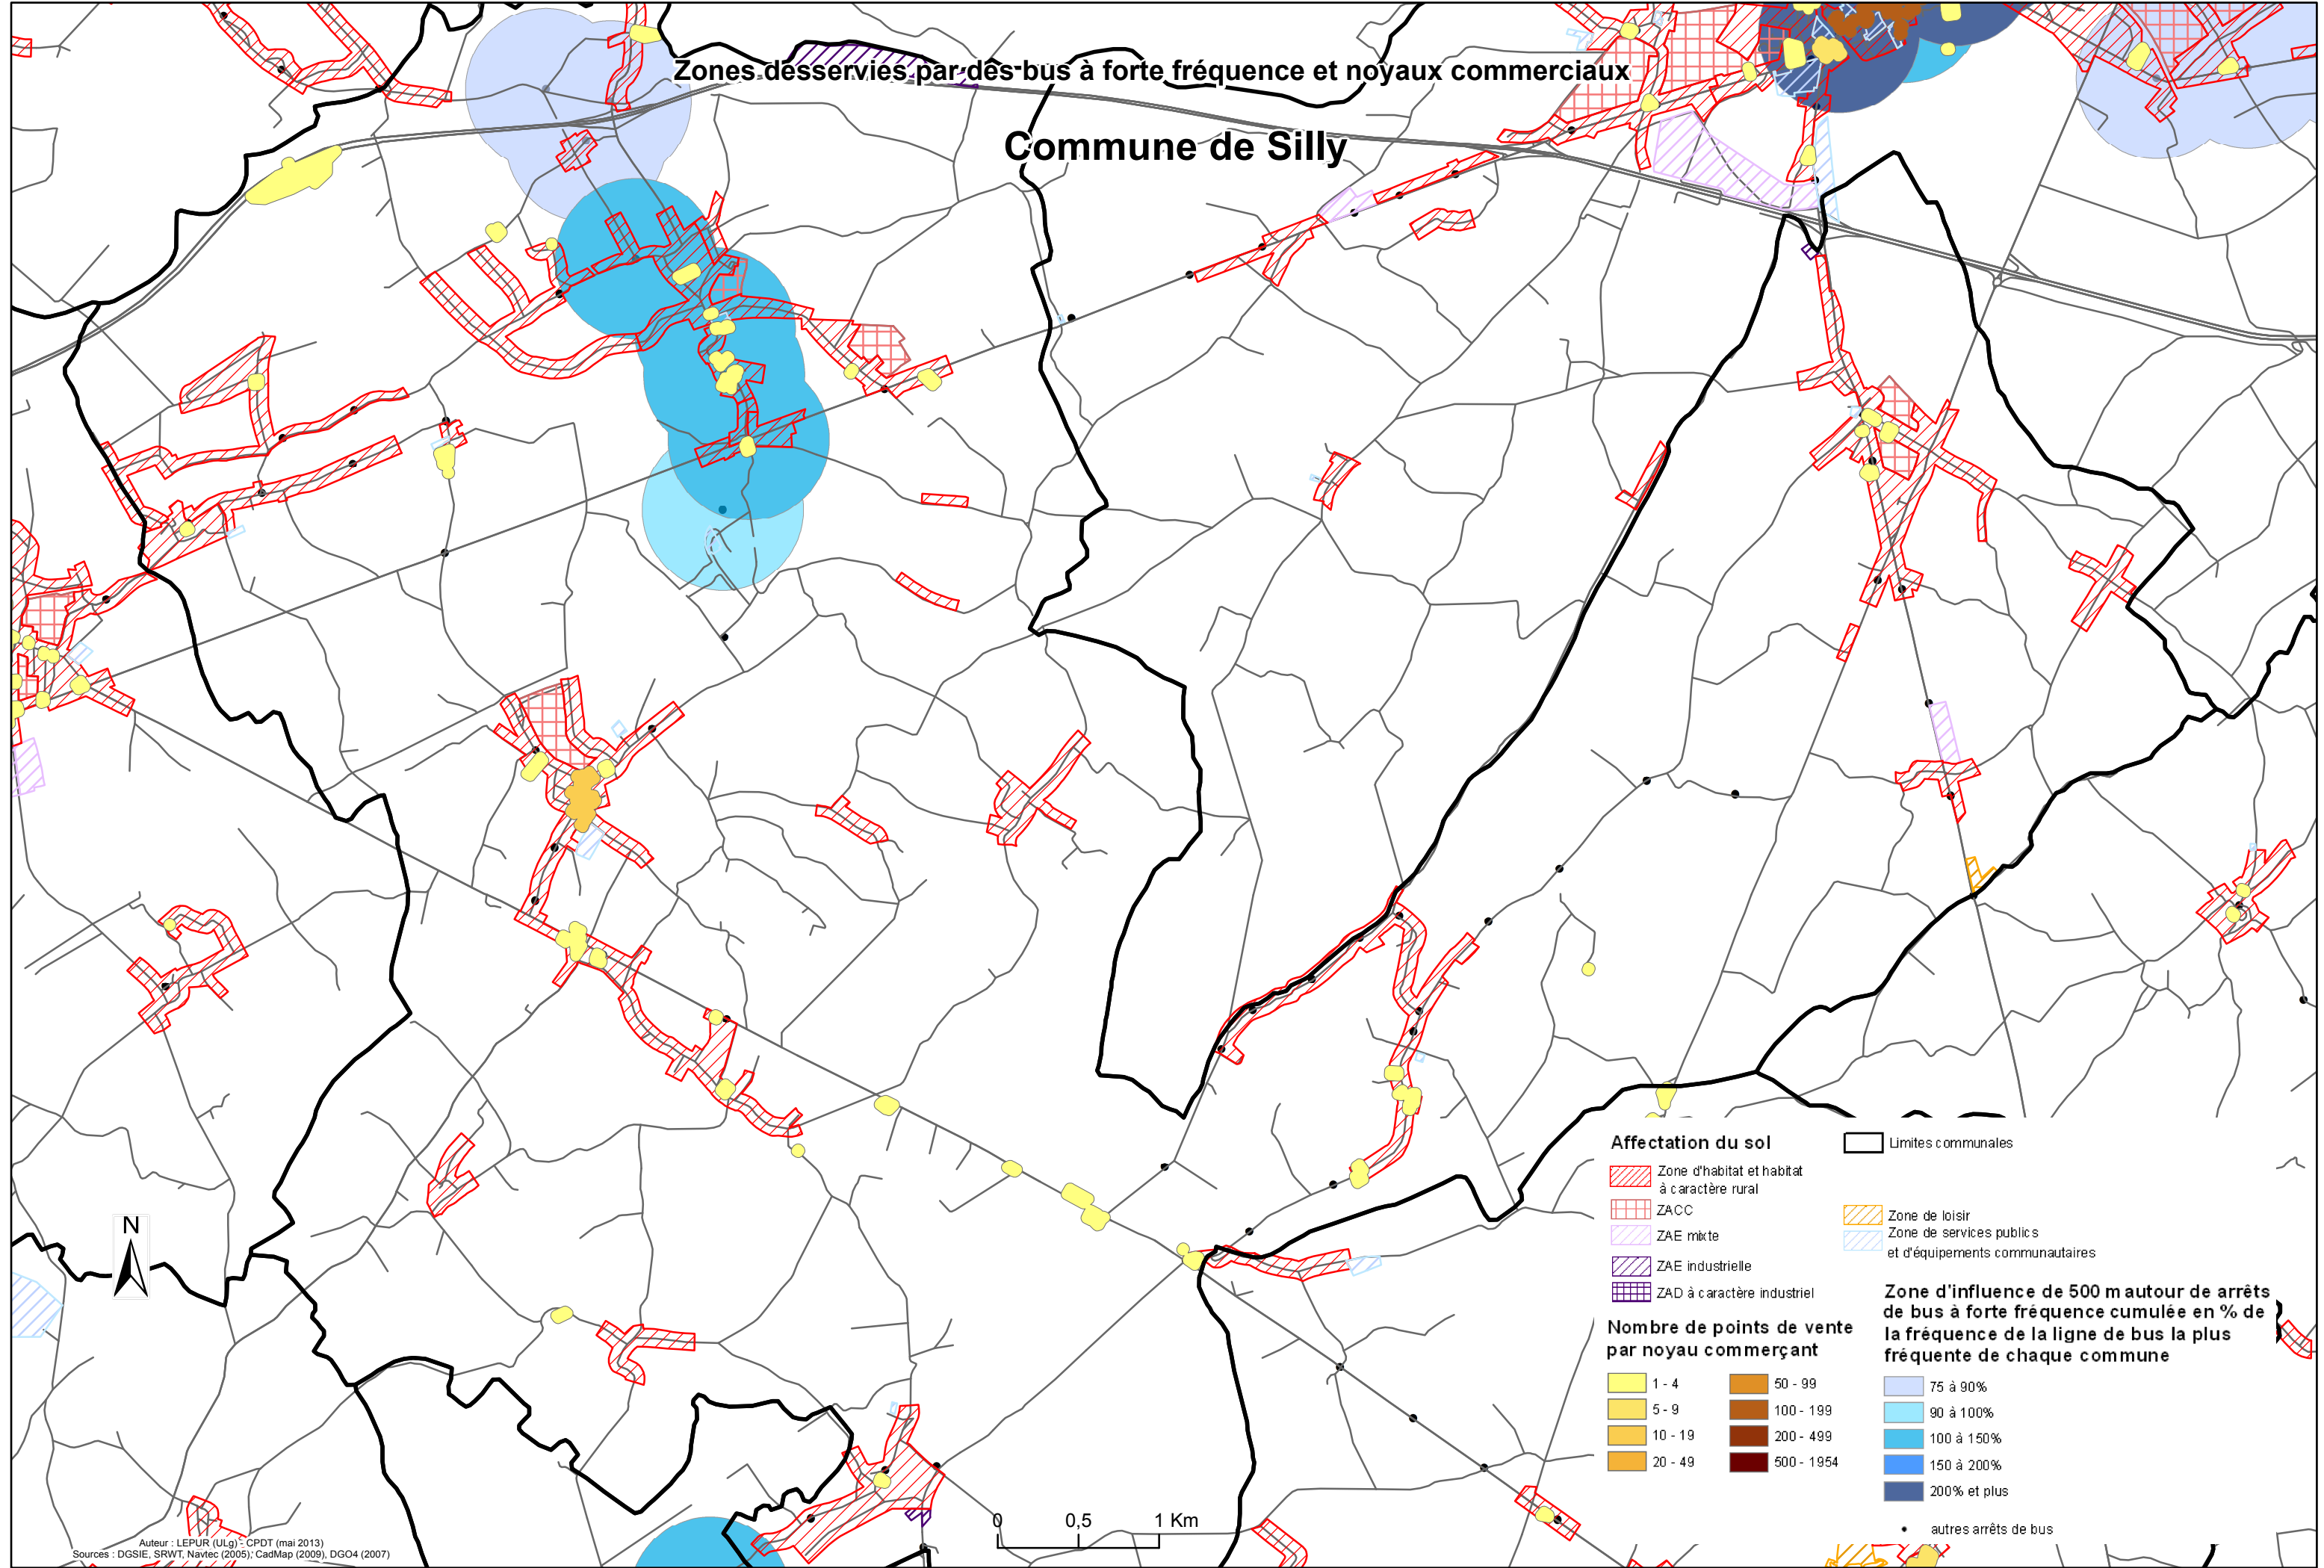 Zones desservies par des bus à forte fréquence et noyaux commerciaux
Commune de Silly
Affectation du sol
Zone d'habitat et habitat
à caractère rural
ZACC
ZAE mixte
ZAE industrielle
ZAD à caractère industriel
Limites communales
Zone de loisir
Zone de services publics
et d'équipements communautaires
Nombre de points de vente
par noyau commerçant
1 - 4
5 - 9
10 - 19
20 - 49
50 - 99
100 - 199
200 - 499
500 - 1954
Zone d'influence de 500 m autour de arrêts
de bus à forte fréquence cumulée en % de
la fréquence de la ligne de bus la plus
fréquente de chaque commune
75 à 90%
90 à 100%
100 à 150%
150 à 200%
200% et plus
autres arrêts de bus
N
0 0,5 1 Km
Auteur : LEPUR (ULg) - CPDT (mai 2013)
Sources : DGSIE, SRWT, Navtec (2005), CadMap (2009), DGO4 (2007)